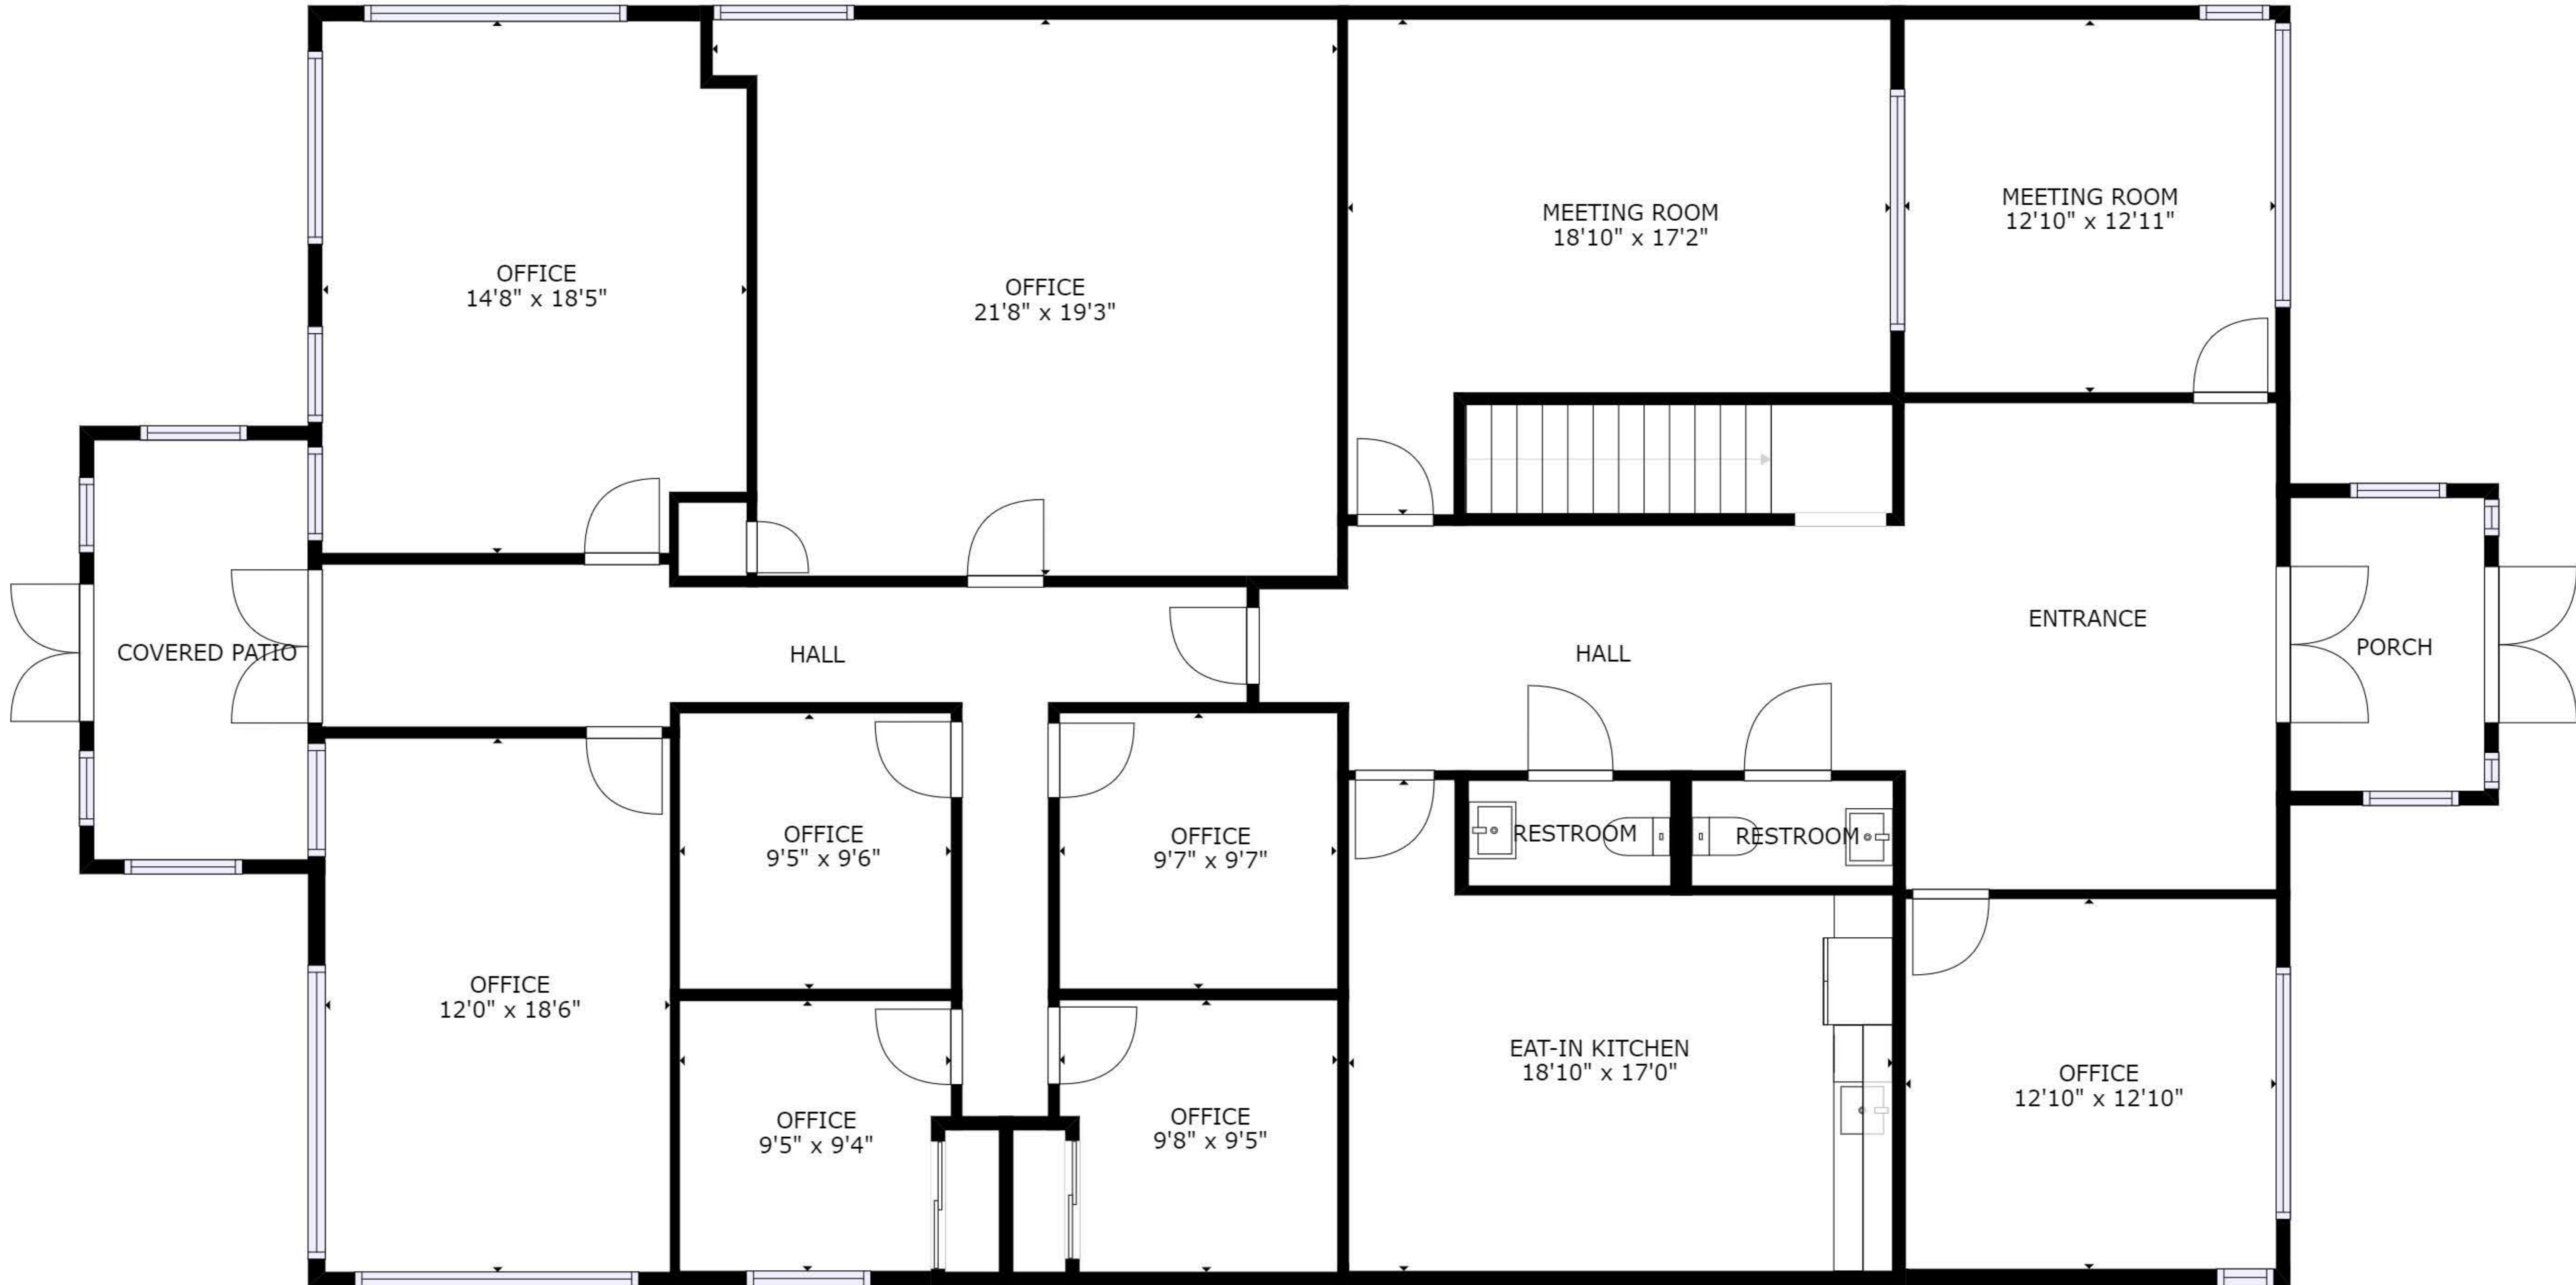 MEETING ROOM
12'10" x 12'11"
MEETING ROOM
18'10" x 17'2"
OFFICE
14'8" x 18'5"
OFFICE
21'8" x 19'3"
ENTRANCE
COVERED PATIO
HALL
HALL
PORCH
OFFICE
9'5" x 9'6"
OFFICE
9'7" x 9'7"
RESTROOM
RESTROOM
OFFICE
12'0" x 18'6"
EAT-IN KITCHEN
18'10" x 17'0"
OFFICE
12'10" x 12'10"
OFFICE
9'5" x 9'4"
OFFICE
9'8" x 9'5"